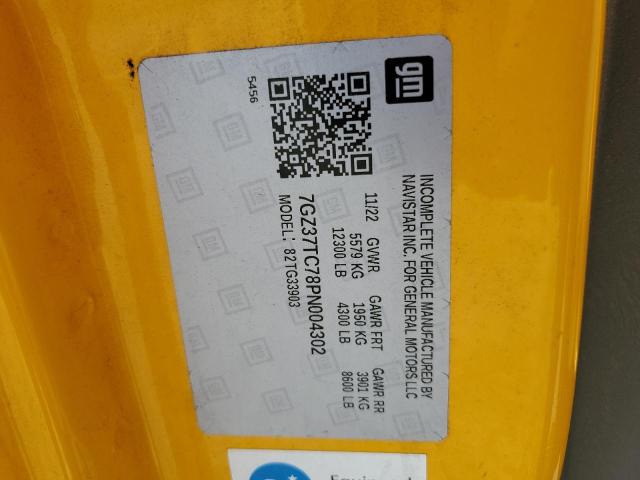 gm
INCOMPLETE VEHICLE MANUFACTURED BY
NAVISTAR INC. FOR GENERAL MOTORS LLC
11/22 GVWR GAWR FRT GAWR RR
5579 KG 1950 KG 3901 KG
12300 LB 4300 LB 8600 LB
7GZ37TC78PN004302
MODEL: 82TG33903
5456